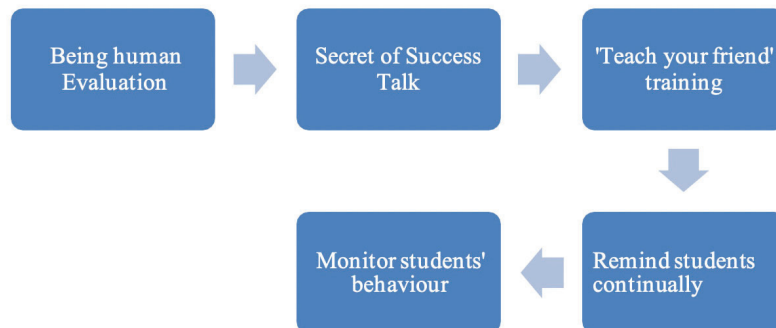 Being human
Evaluation
Secret of Success
Talk
'Teach your friend'
training
Remind students
continually
Monitor students'
behaviour